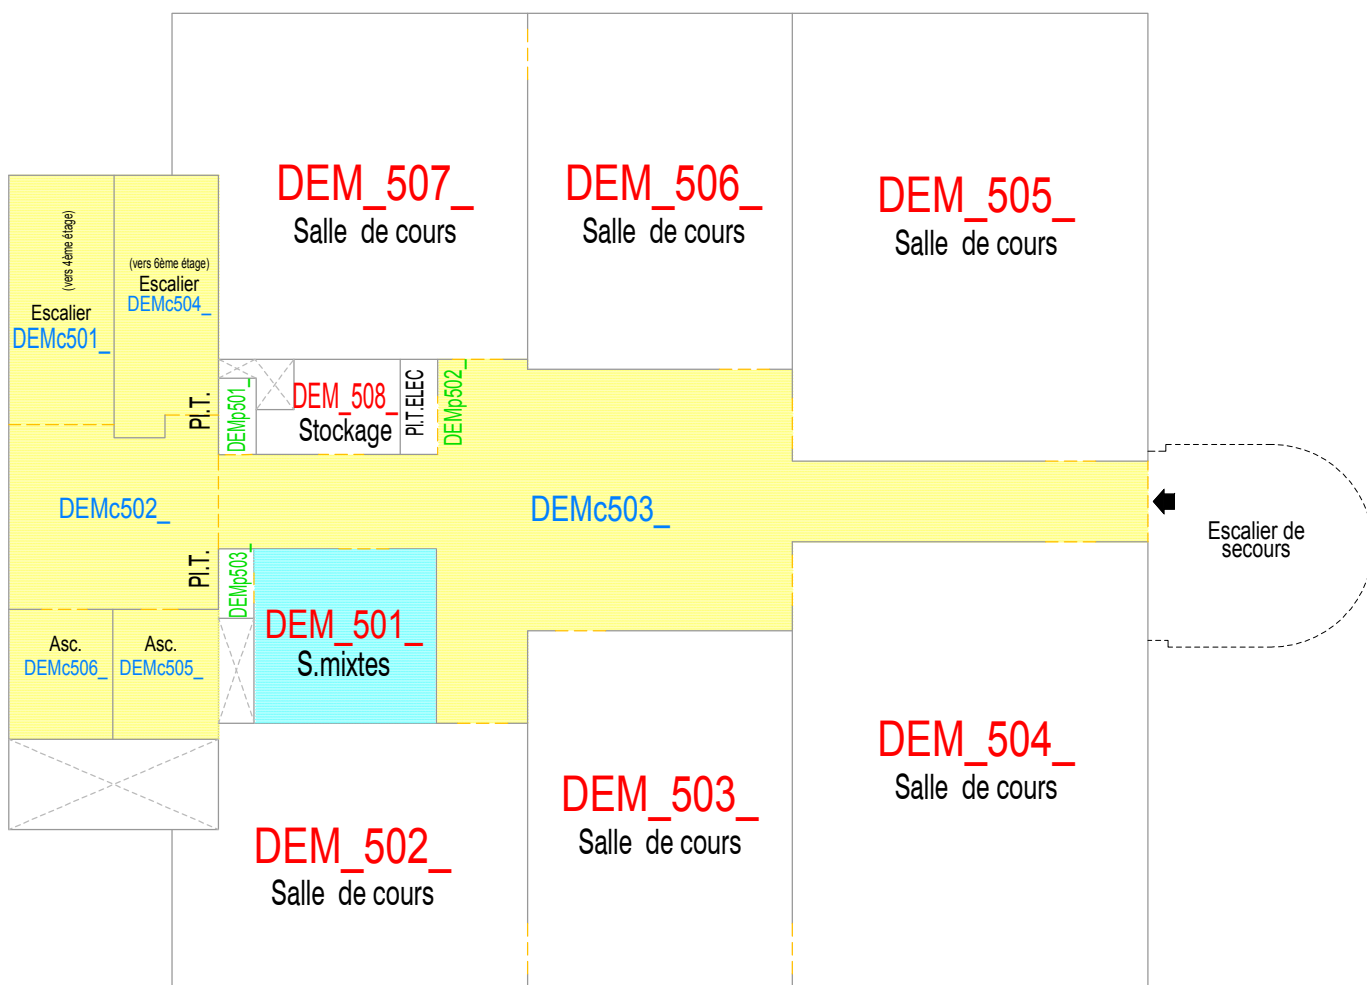 DEM_507_
Salle de cours
DEM_506_
Salle de cours
DEM_505_
Salle de cours
(vers 4ème étage)
Escalier
DEMc501_
(vers 6ème étage)
Escalier
DEMc504_
Pl.T.
DEMp501_
DEM_508_
Stockage
Pl.T.ELEC
DEMp502_
DEMc502_
DEMc503_
Escalier de
secours
Pl.T.
DEMp503_
DEM_501_
S.mixtes
Asc.
DEMc506_
Asc.
DEMc505_
DEM_502_
Salle de cours
DEM_503_
Salle de cours
DEM_504_
Salle de cours